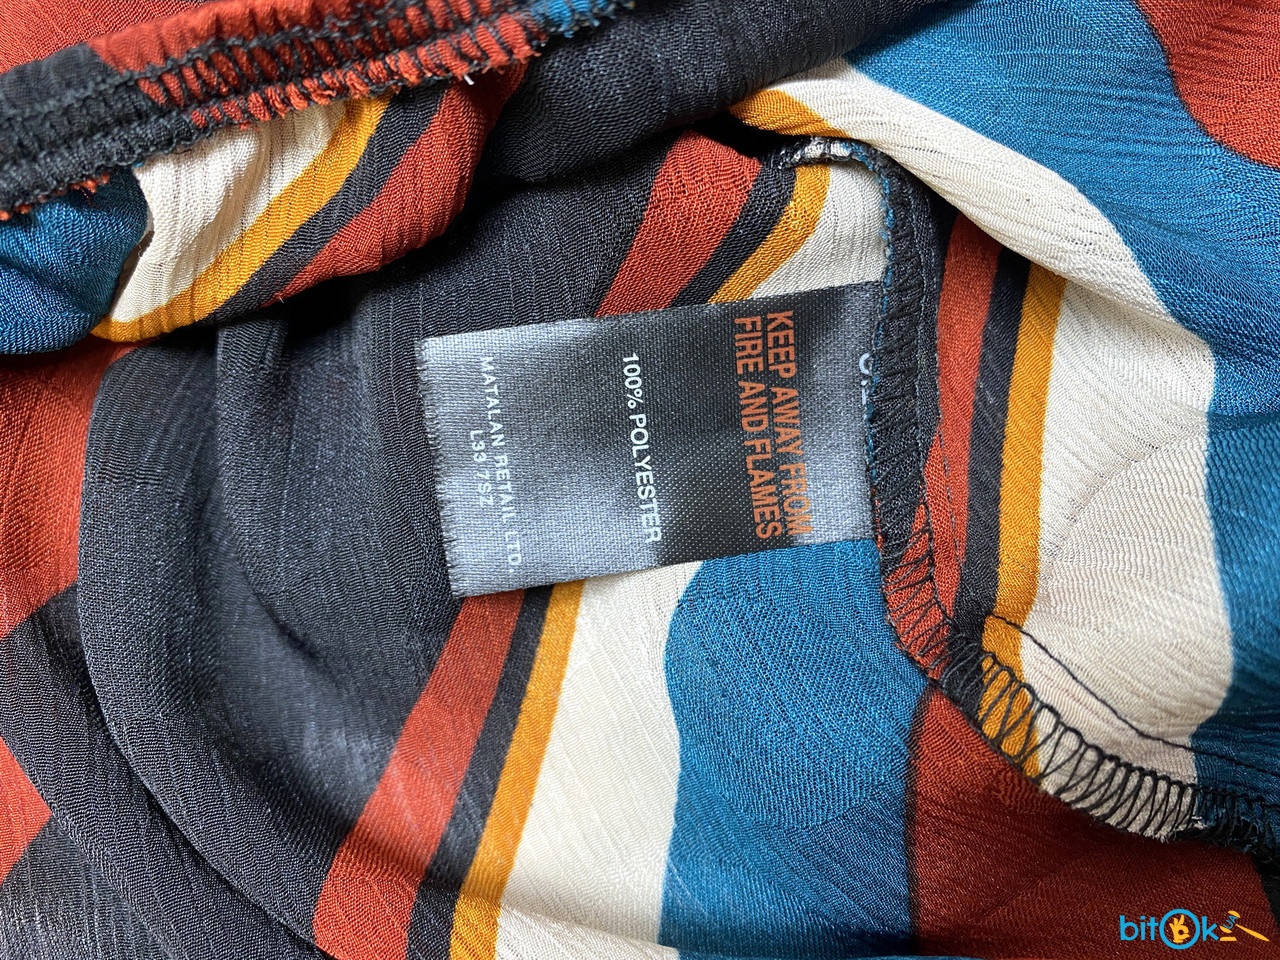 KEEP AWAY FROM
FIRE AND FLAMES
100% POLYESTER
MATALAN RETAIL LTD
L33 7SZ
bitOk